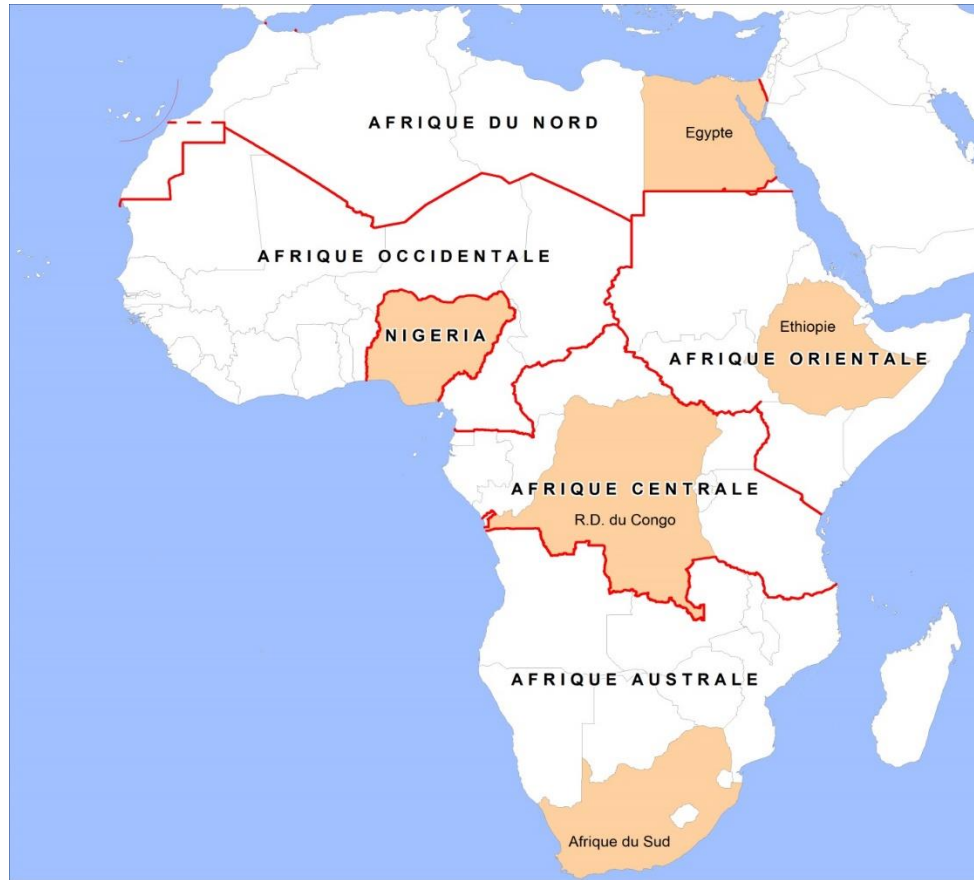 AFRIQUE DU NORD
Egypte
AFRIQUE OCCIDENTALE
NIGERIA
Ethiopie
AFRIQUE ORIENTALE
AFRIQUE CENTRALE
R.D. du Congo
AFRIQUE AUSTRALE
Afrique du Sud